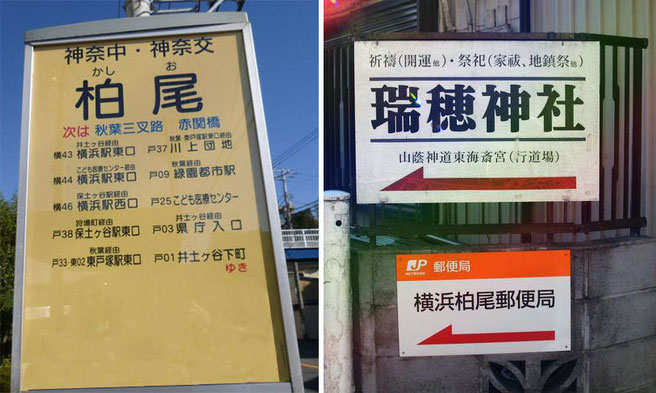 神奈中・神奈交
かし お
柏尾
次は 秋葉三叉路 赤関橋
井土ヶ谷経由
横43 横浜駅東口
秋葉・東戸塚駅東口経由
戸37 川上団地
こども医療センター経由
横44 横浜駅東口
秋葉経由
戸09 緑園都市駅
保土ヶ谷経由
横46 横浜駅西口
戸25 こども医療センター
狩場町経由
戸38 保土ヶ谷駅東口
井土ヶ谷経由
戸03 県庁入口
秋葉経由
戸33・東02 東戸塚駅東口
戸01 井土ヶ谷下町
ゆき
祈禱(開運他)・祭祀(家祓、地鎮祭他)
瑞穂神社
山蔭神道東海斎宮(行道場)
JP 郵便局
NETWORK
横浜柏尾郵便局